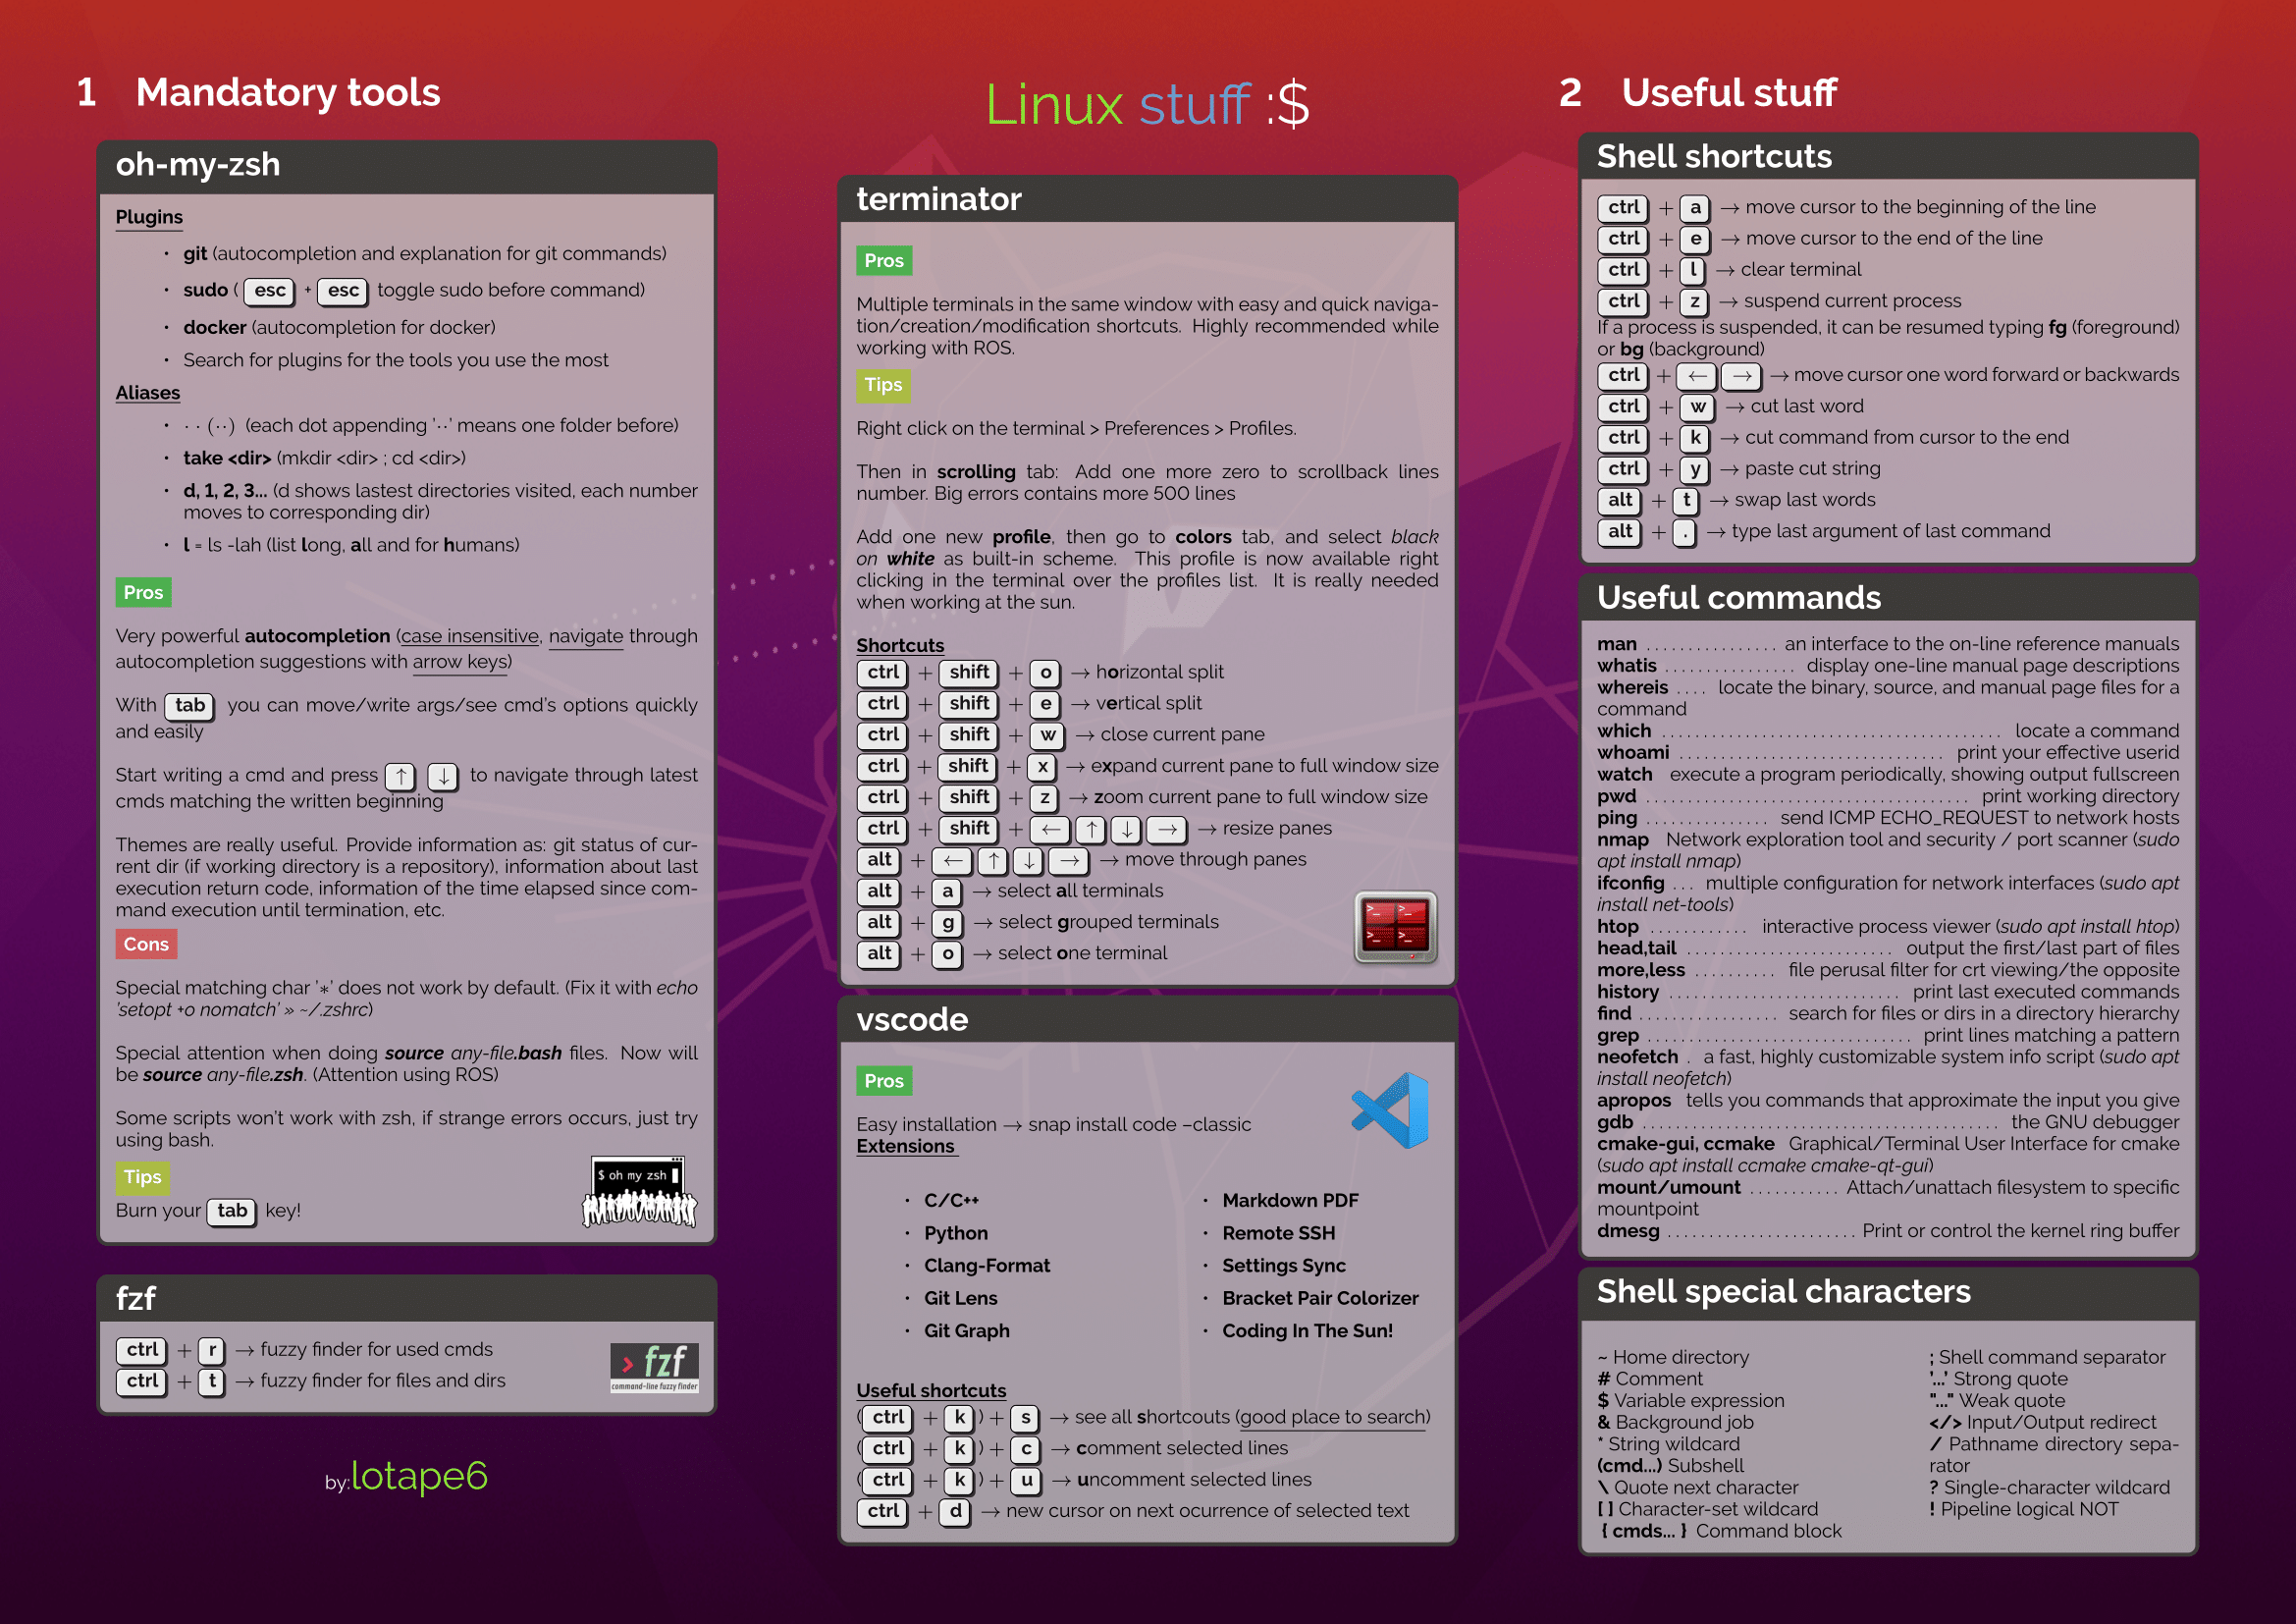 1 Mandatory tools
oh-my-zsh
Plugins
• git (autocompletion and explanation for git commands)
• sudo ( esc + esc toggle sudo before command)
• docker (autocompletion for docker)
• Search for plugins for the tools you use the most
Aliases
• ·· (··) (each dot appending '··' means one folder before)
• take <dir> (mkdir <dir> ; cd <dir>)
• d, 1, 2, 3... (d shows lastest directories visited, each number
moves to corresponding dir)
• l = ls -lah (list long, all and for humans)
Pros
Very powerful autocompletion (case insensitive, navigate through
autocompletion suggestions with arrow keys)
With tab you can move/write args/see cmd's options quickly
and easily
Start writing a cmd and press ↑ ↓ to navigate through latest
cmds matching the written beginning
Themes are really useful. Provide information as: git status of cur-
rent dir (if working directory is a repository), information about last
execution return code, information of the time elapsed since com-
mand execution until termination, etc.
Cons
Special matching char '*' does not work by default. (Fix it with echo
'setopt +o nomatch' » ~/.zshrc)
Special attention when doing source any-file.bash files. Now will
be source any-file.zsh. (Attention using ROS)
Some scripts won't work with zsh, if strange errors occurs, just try
using bash.
Tips
Burn your tab key!
$ oh my zsh
fzf
ctrl + r → fuzzy finder for used cmds
ctrl + t → fuzzy finder for files and dirs
> fzf
command-line fuzzy finder
by:lotape6
Linux stuff :$
terminator
Pros
Multiple terminals in the same window with easy and quick naviga-
tion/creation/modification shortcuts. Highly recommended while
working with ROS.
Tips
Right click on the terminal > Preferences > Profiles.
Then in scrolling tab: Add one more zero to scrollback lines
number. Big errors contains more 500 lines
Add one new profile, then go to colors tab, and select black
on white as built-in scheme. This profile is now available right
clicking in the terminal over the profiles list. It is really needed
when working at the sun.
Shortcuts
ctrl + shift + o → horizontal split
ctrl + shift + e → vertical split
ctrl + shift + w → close current pane
ctrl + shift + x → expand current pane to full window size
ctrl + shift + z → zoom current pane to full window size
ctrl + shift + ← ↑ ↓ → → resize panes
alt + ← ↑ ↓ → → move through panes
alt + a → select all terminals
alt + g → select grouped terminals
alt + o → select one terminal
>_ >_
>_ >_
vscode
Pros
Easy installation → snap install code –classic
Extensions
• C/C++
• Python
• Clang-Format
• Git Lens
• Git Graph
• Markdown PDF
• Remote SSH
• Settings Sync
• Bracket Pair Colorizer
• Coding In The Sun!
Useful shortcuts
(ctrl + k) + s → see all shortcouts (good place to search)
(ctrl + k) + c → comment selected lines
(ctrl + k) + u → uncomment selected lines
ctrl + d → new cursor on next ocurrence of selected text
2 Useful stuff
Shell shortcuts
ctrl + a → move cursor to the beginning of the line
ctrl + e → move cursor to the end of the line
ctrl + l → clear terminal
ctrl + z → suspend current process
If a process is suspended, it can be resumed typing fg (foreground)
or bg (background)
ctrl + ← → → move cursor one word forward or backwards
ctrl + w → cut last word
ctrl + k → cut command from cursor to the end
ctrl + y → paste cut string
alt + t → swap last words
alt + . → type last argument of last command
Useful commands
man ................ an interface to the on-line reference manuals
whatis ................ display one-line manual page descriptions
whereis .... locate the binary, source, and manual page files for a
command
which ........................................ locate a command
whoami ................................ print your effective userid
watch execute a program periodically, showing output fullscreen
pwd ....................................... print working directory
ping ............... send ICMP ECHO_REQUEST to network hosts
nmap Network exploration tool and security / port scanner (sudo
apt install nmap)
ifconfig ... multiple configuration for network interfaces (sudo apt
install net-tools)
htop ............ interactive process viewer (sudo apt install htop)
head,tail ......................... output the first/last part of files
more,less .......... file perusal filter for crt viewing/the opposite
history ............................ print last executed commands
find ................. search for files or dirs in a directory hierarchy
grep ................................ print lines matching a pattern
neofetch . a fast, highly customizable system info script (sudo apt
install neofetch)
apropos tells you commands that approximate the input you give
gdb ......................................... the GNU debugger
cmake-gui, ccmake Graphical/Terminal User Interface for cmake
(sudo apt install ccmake cmake-qt-gui)
mount/umount ........... Attach/unattach filesystem to specific
mountpoint
dmesg ....................... Print or control the kernel ring buffer
Shell special characters
~ Home directory
# Comment
$ Variable expression
& Background job
* String wildcard
(cmd...) Subshell
\ Quote next character
[ ] Character-set wildcard
{ cmds... } Command block
; Shell command separator
'...' Strong quote
"..." Weak quote
</> Input/Output redirect
/ Pathname directory sepa-
rator
? Single-character wildcard
! Pipeline logical NOT